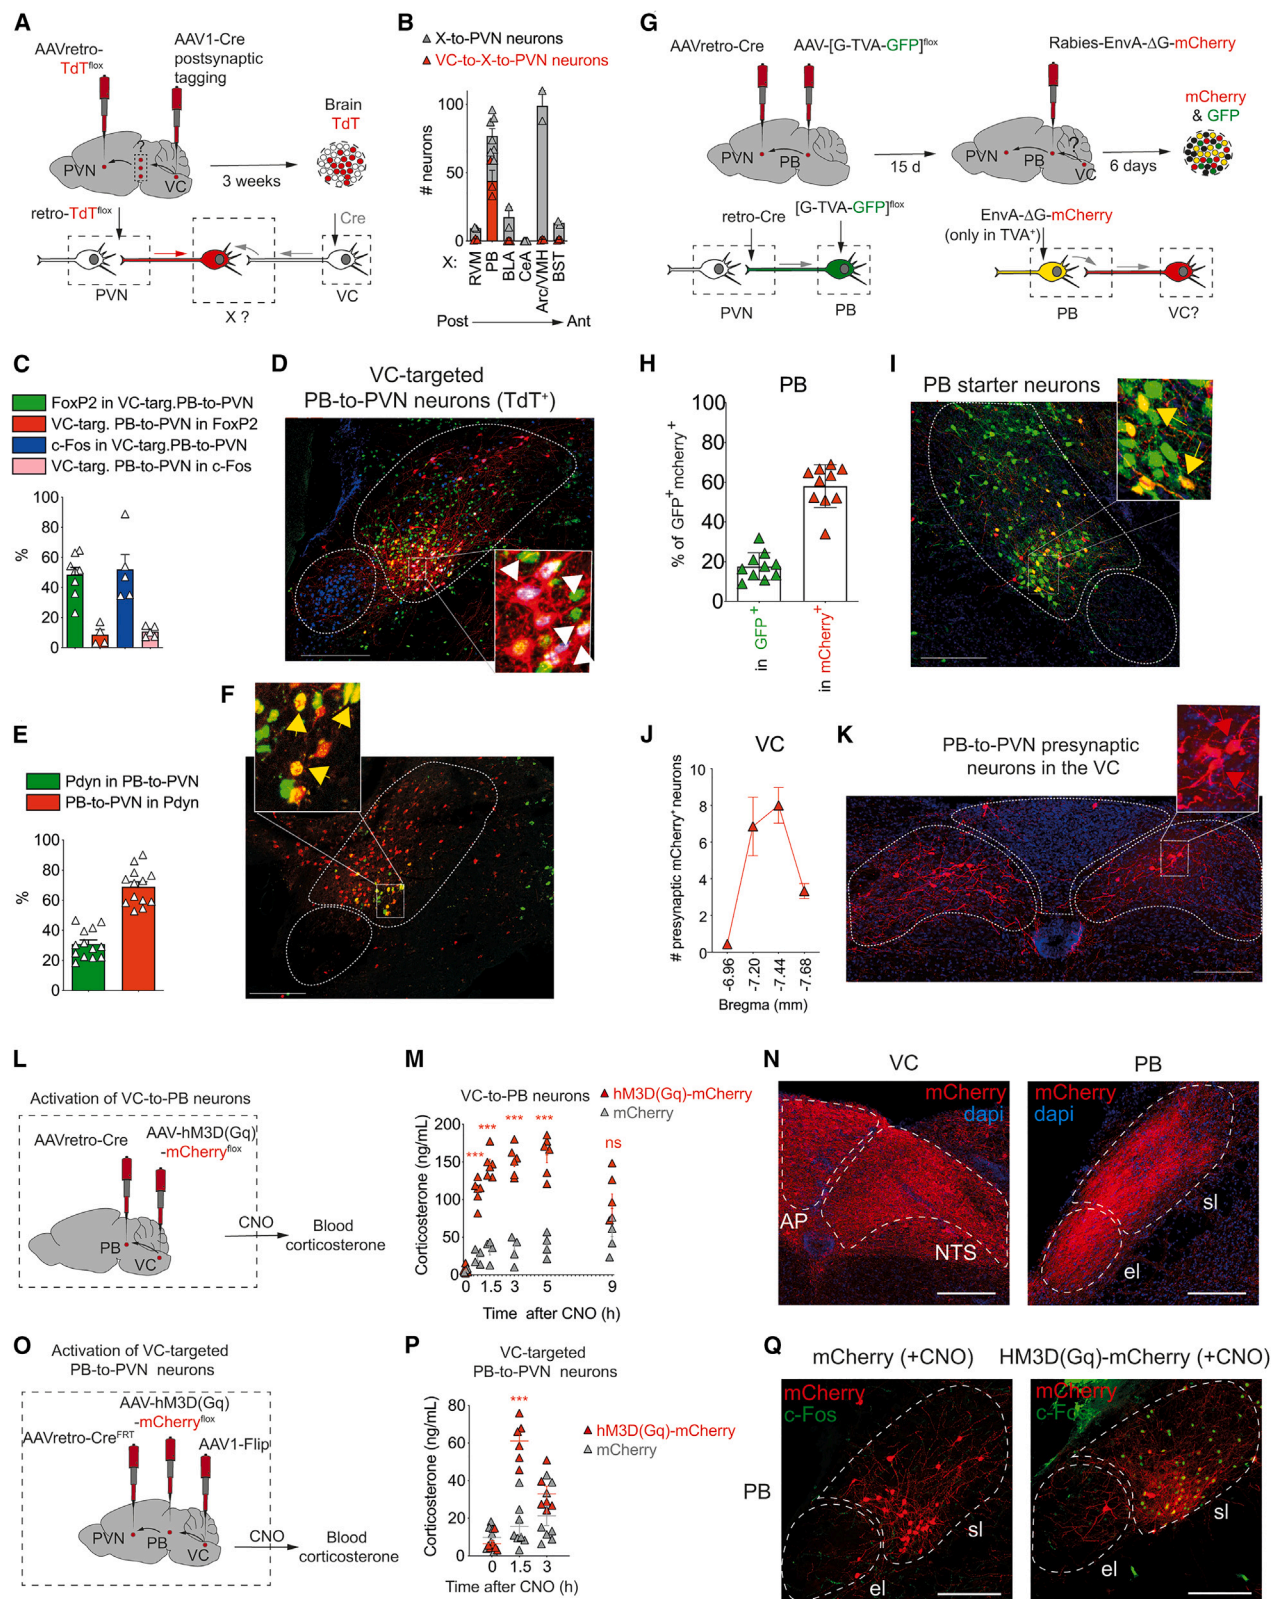 A
AAVretro-
TdTflox
AAV1-Cre
postsynaptic
tagging
?
PVN
VC
3 weeks
Brain
TdT
retro-TdTflox
Cre
PVN
X ?
VC
B
X-to-PVN neurons
VC-to-X-to-PVN neurons
# neurons
100
50
0
X:
RVM
PB
BLA
CeA
Arc/VMH
BST
Post
Ant
G
AAVretro-Cre
AAV-[G-TVA-GFP]flox
Rabies-EnvA-ΔG-mCherry
PVN
PB
15 d
PVN
PB
?
VC
6 days
mCherry
& GFP
retro-Cre
[G-TVA-GFP]flox
EnvA-ΔG-mCherry
(only in TVA+)
PVN
PB
PB
VC?
C
FoxP2 in VC-targ.PB-to-PVN
VC-targ. PB-to-PVN in FoxP2
c-Fos in VC-targ.PB-to-PVN
VC-targ. PB-to-PVN in c-Fos
%
100
80
60
40
20
0
D
VC-targeted
PB-to-PVN neurons (TdT+)
H
PB
% of GFP+mcherry+
100
80
60
40
20
0
in GFP+
in mCherry+
I
PB starter neurons
E
Pdyn in PB-to-PVN
PB-to-PVN in Pdyn
%
100
80
60
40
20
0
F
J
VC
# presynaptic mCherry+ neurons
10
8
6
4
2
0
-6.96
-7.20
-7.44
-7.68
Bregma (mm)
K
PB-to-PVN presynaptic
neurons in the VC
L
Activation of VC-to-PB neurons
AAVretro-Cre
AAV-hM3D(Gq)
-mCherryflox
PB
VC
CNO
Blood
corticosterone
M
VC-to-PB neurons
hM3D(Gq)-mCherry
mCherry
Corticosterone (ng/mL)
200
150
100
50
0
***
***
***
***
ns
0
1.5
3
5
9
Time after CNO (h)
N
VC
PB
mCherry
dapi
AP
NTS
mCherry
dapi
sl
el
O
Activation of VC-targeted
PB-to-PVN neurons
AAV-hM3D(Gq)
-mCherryflox
AAVretro-CreFRT
AAV1-Flip
PVN
PB
VC
CNO
Blood
corticosterone
P
VC-targeted
PB-to-PVN neurons
hM3D(Gq)-mCherry
mCherry
Corticosterone (ng/mL)
80
60
40
20
0
***
0
1.5
3
Time after CNO (h)
Q
mCherry (+CNO)
HM3D(Gq)-mCherry (+CNO)
PB
mCherry
c-Fos
sl
el
mCherry
c-Fos
sl
el